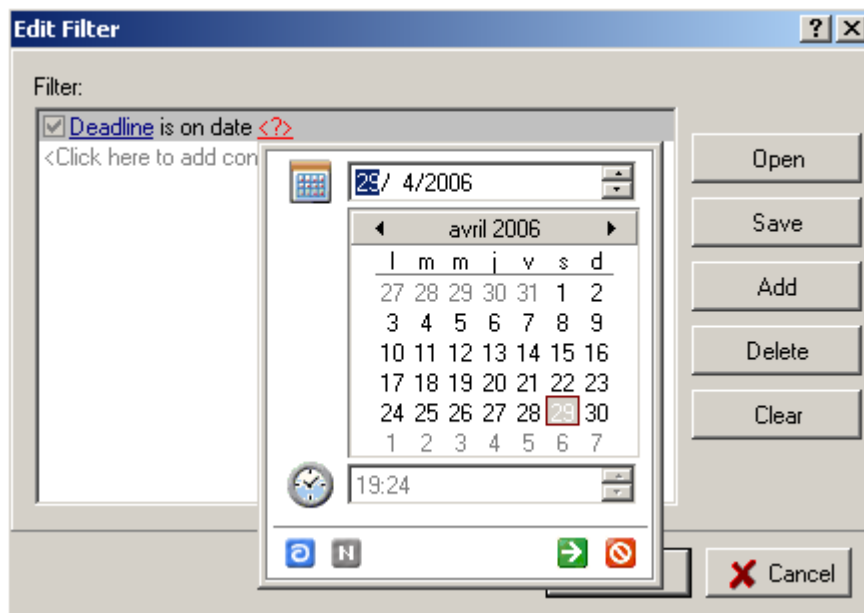 Edit Filter
Filter:
Deadline is on date <?>
<Click here to add con
29/ 4/2006
avril 2006
l m m j v s d
27 28 29 30 31 1 2
3 4 5 6 7 8 9
10 11 12 13 14 15 16
17 18 19 20 21 22 23
24 25 26 27 28 29 30
1 2 3 4 5 6 7
19:24
N
Open
Save
Add
Delete
Clear
Cancel